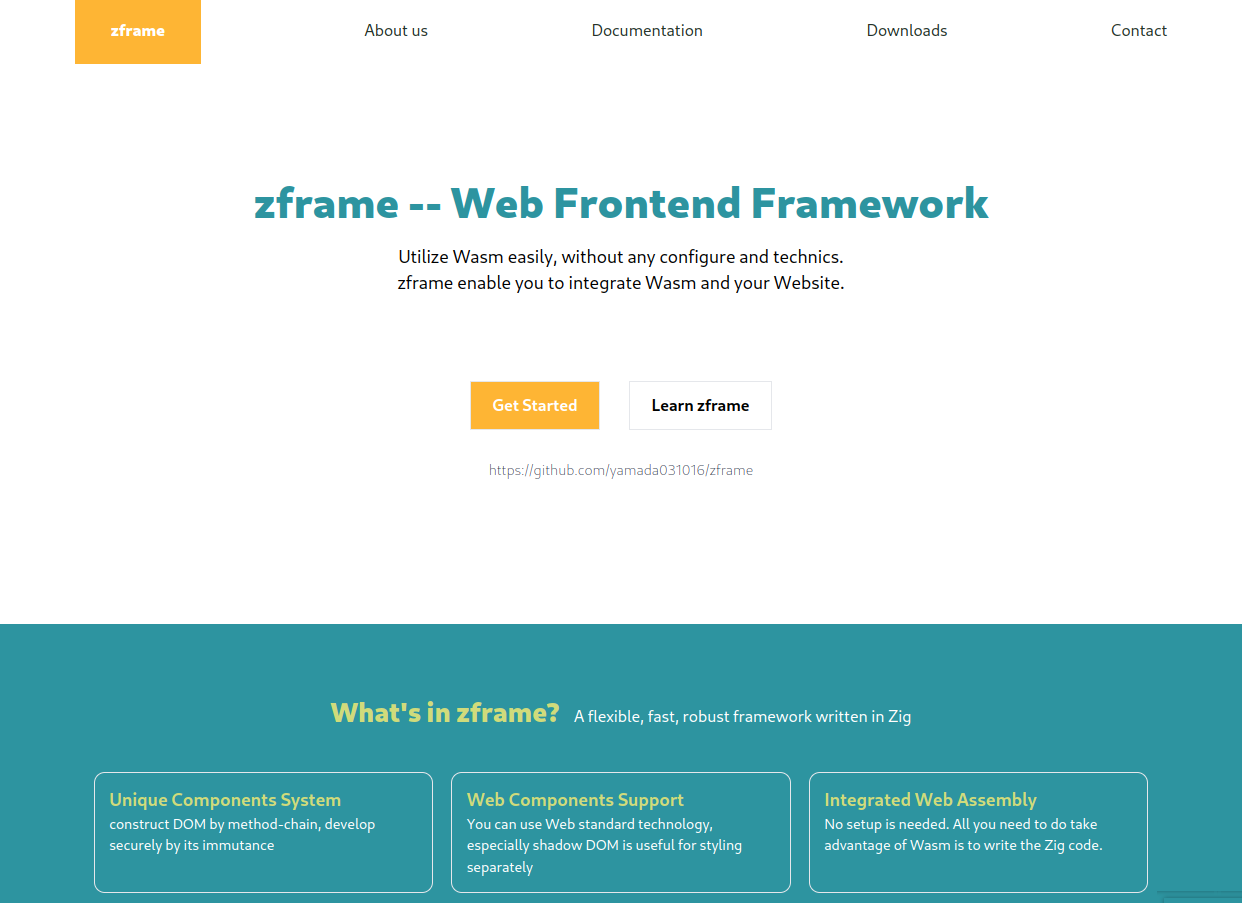 zframe
About us
Documentation
Downloads
Contact
zframe -- Web Frontend Framework
Utilize Wasm easily, without any configure and technics.
zframe enable you to integrate Wasm and your Website.
Get Started
Learn zframe
https://github.com/yamada031016/zframe
What's in zframe? A flexible, fast, robust framework written in Zig
Unique Components System
construct DOM by method-chain, develop
securely by its immutance
Web Components Support
You can use Web standard technology,
especially shadow DOM is useful for styling
separately
Integrated Web Assembly
No setup is needed. All you need to do take
advantage of Wasm is to write the Zig code.